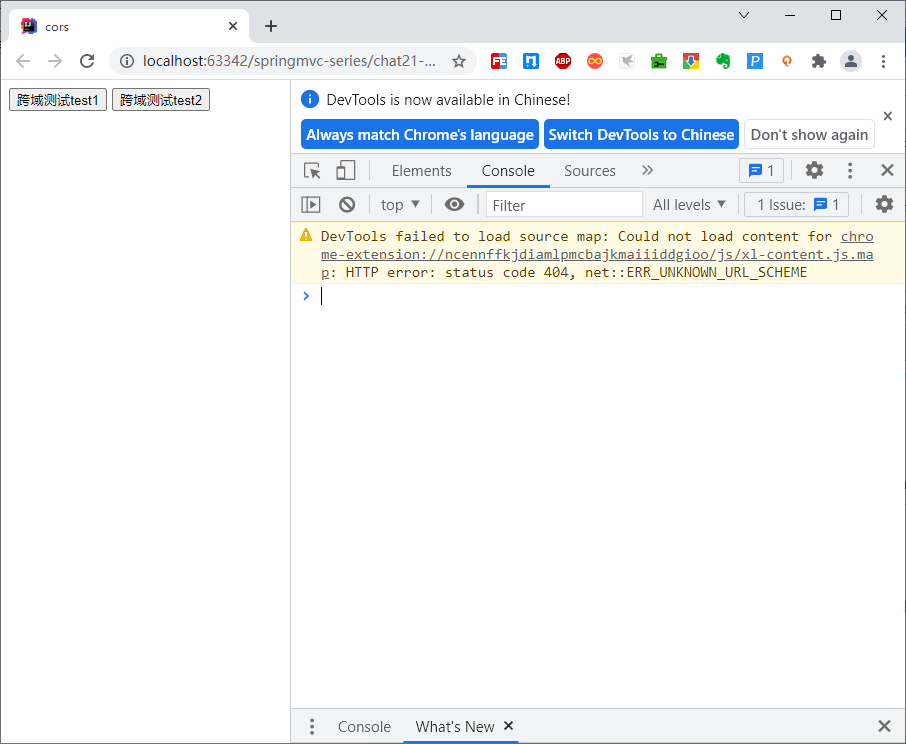 cors
localhost:63342/springmvc-series/chat21-...
跨域测试test1 跨域测试test2
DevTools is now available in Chinese!
Always match Chrome's language Switch DevTools to Chinese Don't show again
Elements Console Sources 1
top Filter All levels 1 Issue: 1
DevTools failed to load source map: Could not load content for chro
me-extension://ncennffkjdiamlpmcbajkmaiiiddgioo/js/xl-content.js.ma
p: HTTP error: status code 404, net::ERR_UNKNOWN_URL_SCHEME
Console What's New